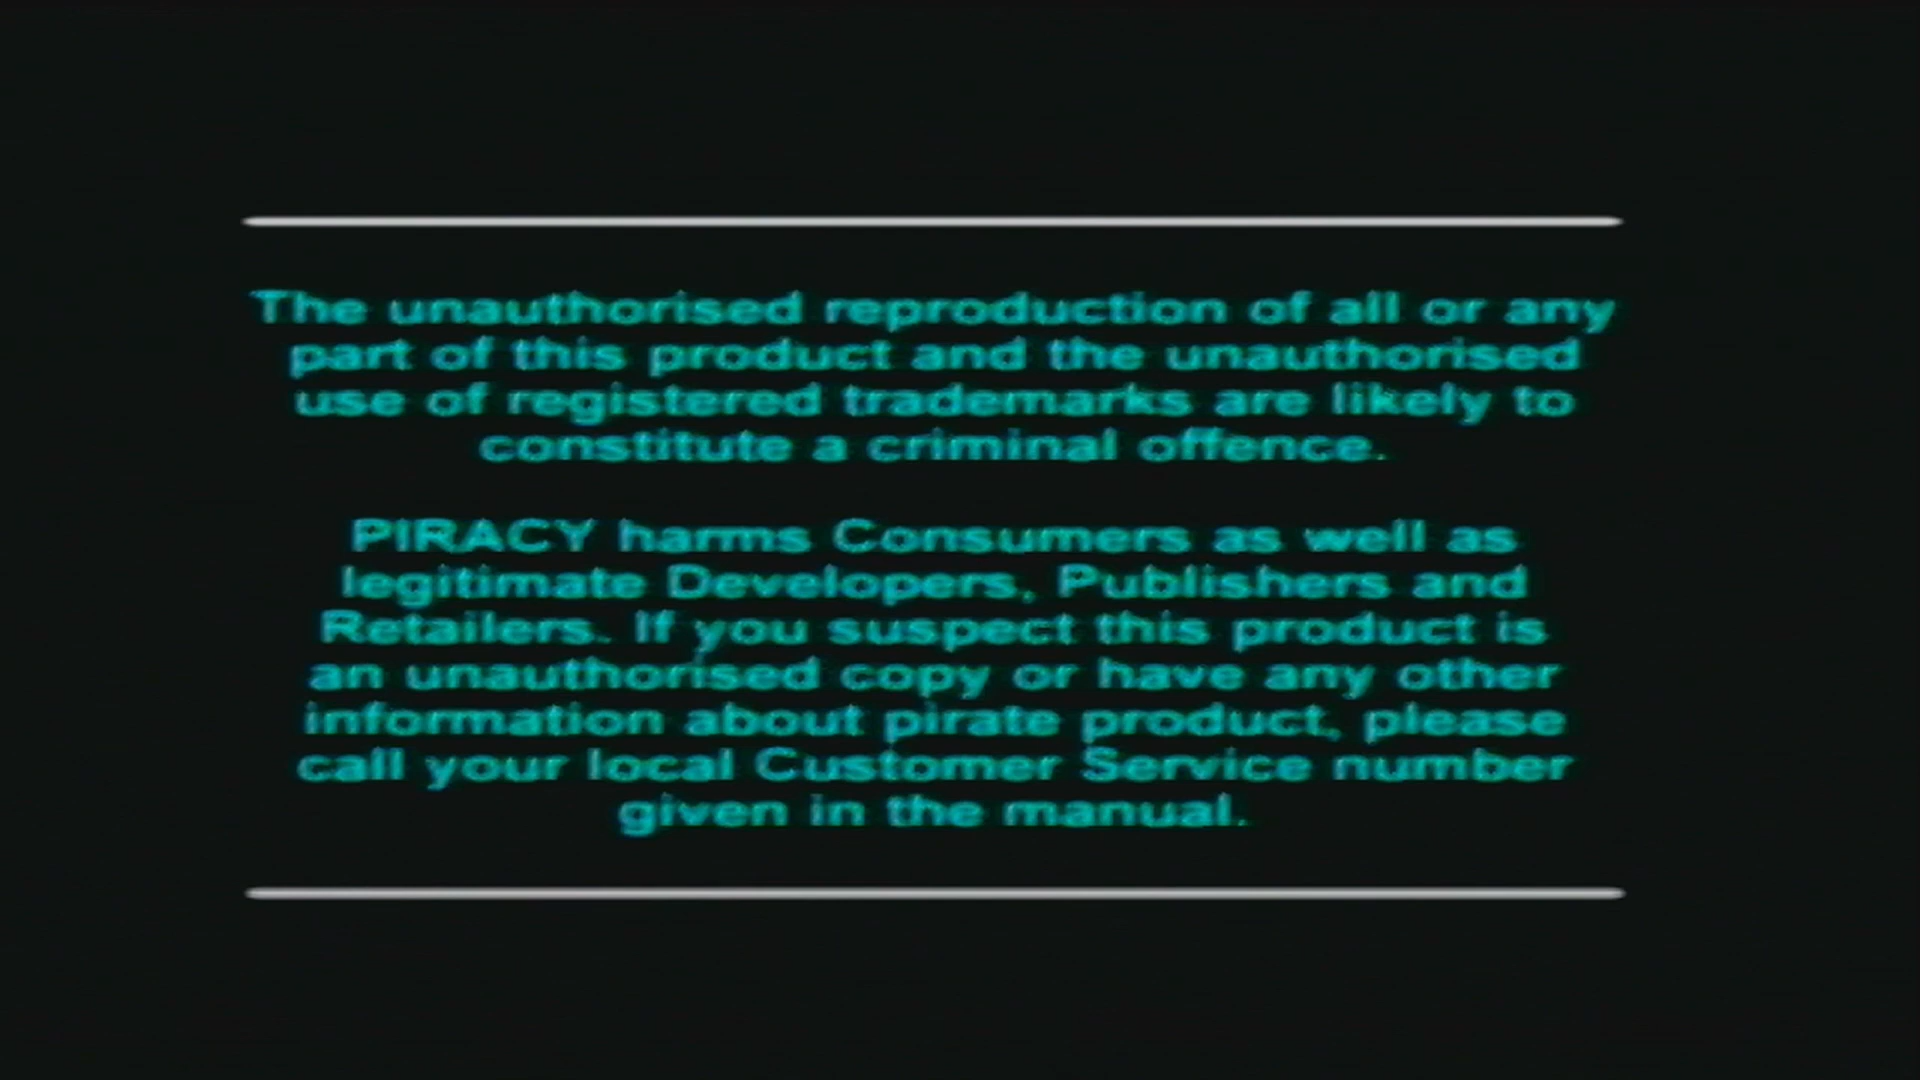 The unauthorised reproduction of all or any
part of this product and the unauthorised
use of registered trademarks are likely to
constitute a criminal offence.
PIRACY harms Consumers as well as
legitimate Developers, Publishers and
Retailers. If you suspect this product is
an unauthorised copy or have any other
information about pirate product, please
call your local Customer Service number
given in the manual.